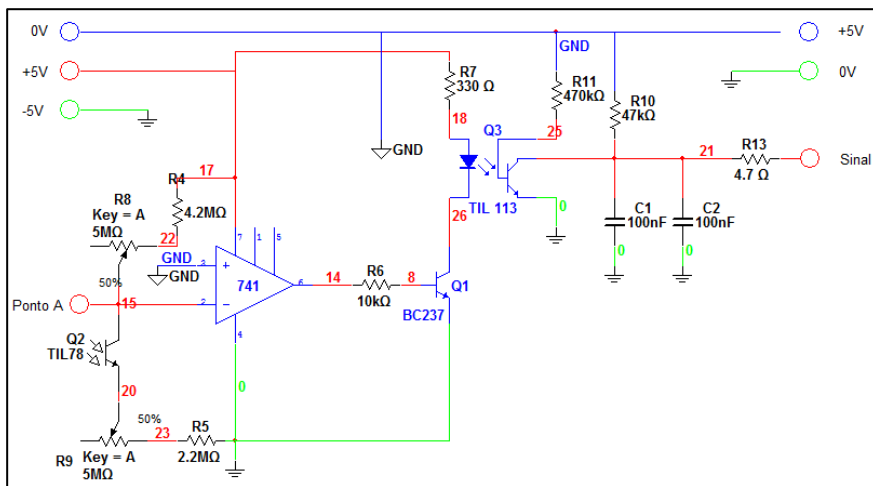 0V
+5V
-5V
GND
+5V
0V
R7
330 Ω
R11
470kΩ
R10
47kΩ
18
Q3
25
GND
TIL 113
0
21
R13
4.7 Ω
Sinal
C1
100nF
C2
100nF
0
0
17
R4
4.2MΩ
R8
Key = A
5MΩ
22
GND
GND
50%
Ponto A
15
3
2
7
1
5
741
6
4
14
R6
10kΩ
8
26
Q1
BC237
0
Q2
TIL78
20
50%
23
R5
2.2MΩ
R9
Key = A
5MΩ